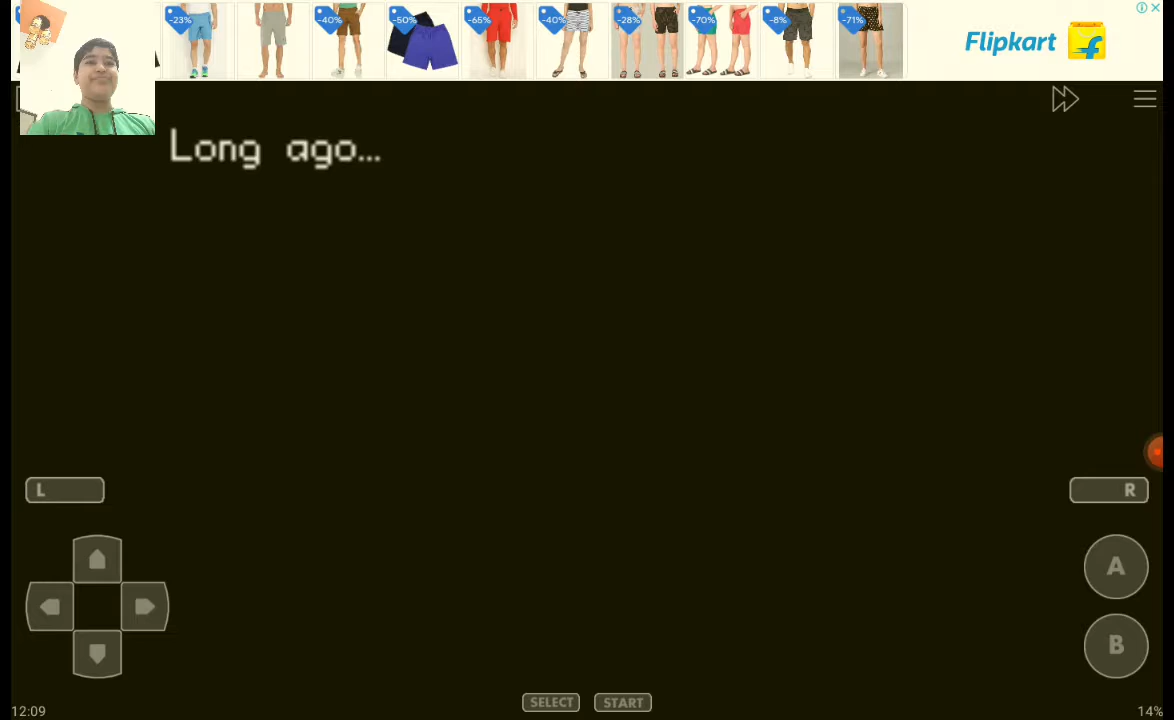 -23%
-40%
-50%
-65%
-40%
-28%
-70%
-8%
-71%
Flipkart
Long ago...
L
R
A
B
SELECT
START
12:09
14%